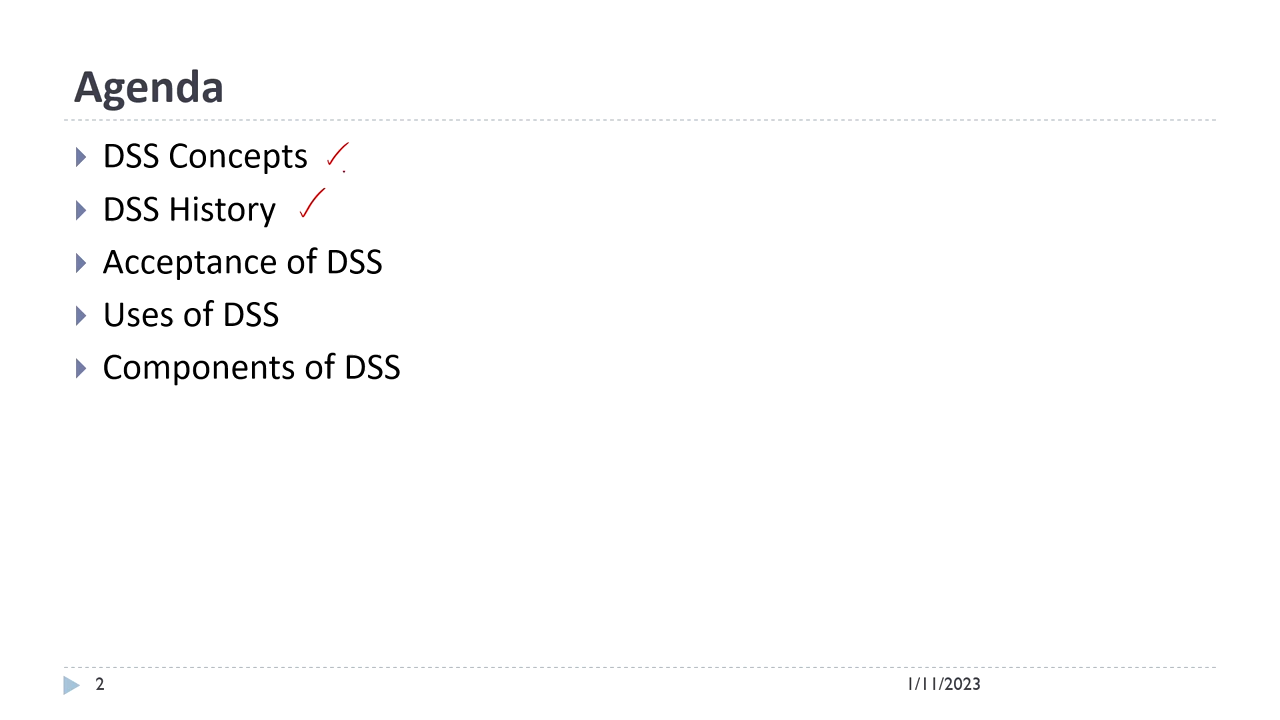 Agenda
DSS Concepts
DSS History
Acceptance of DSS
Uses of DSS
Components of DSS
2
1/11/2023